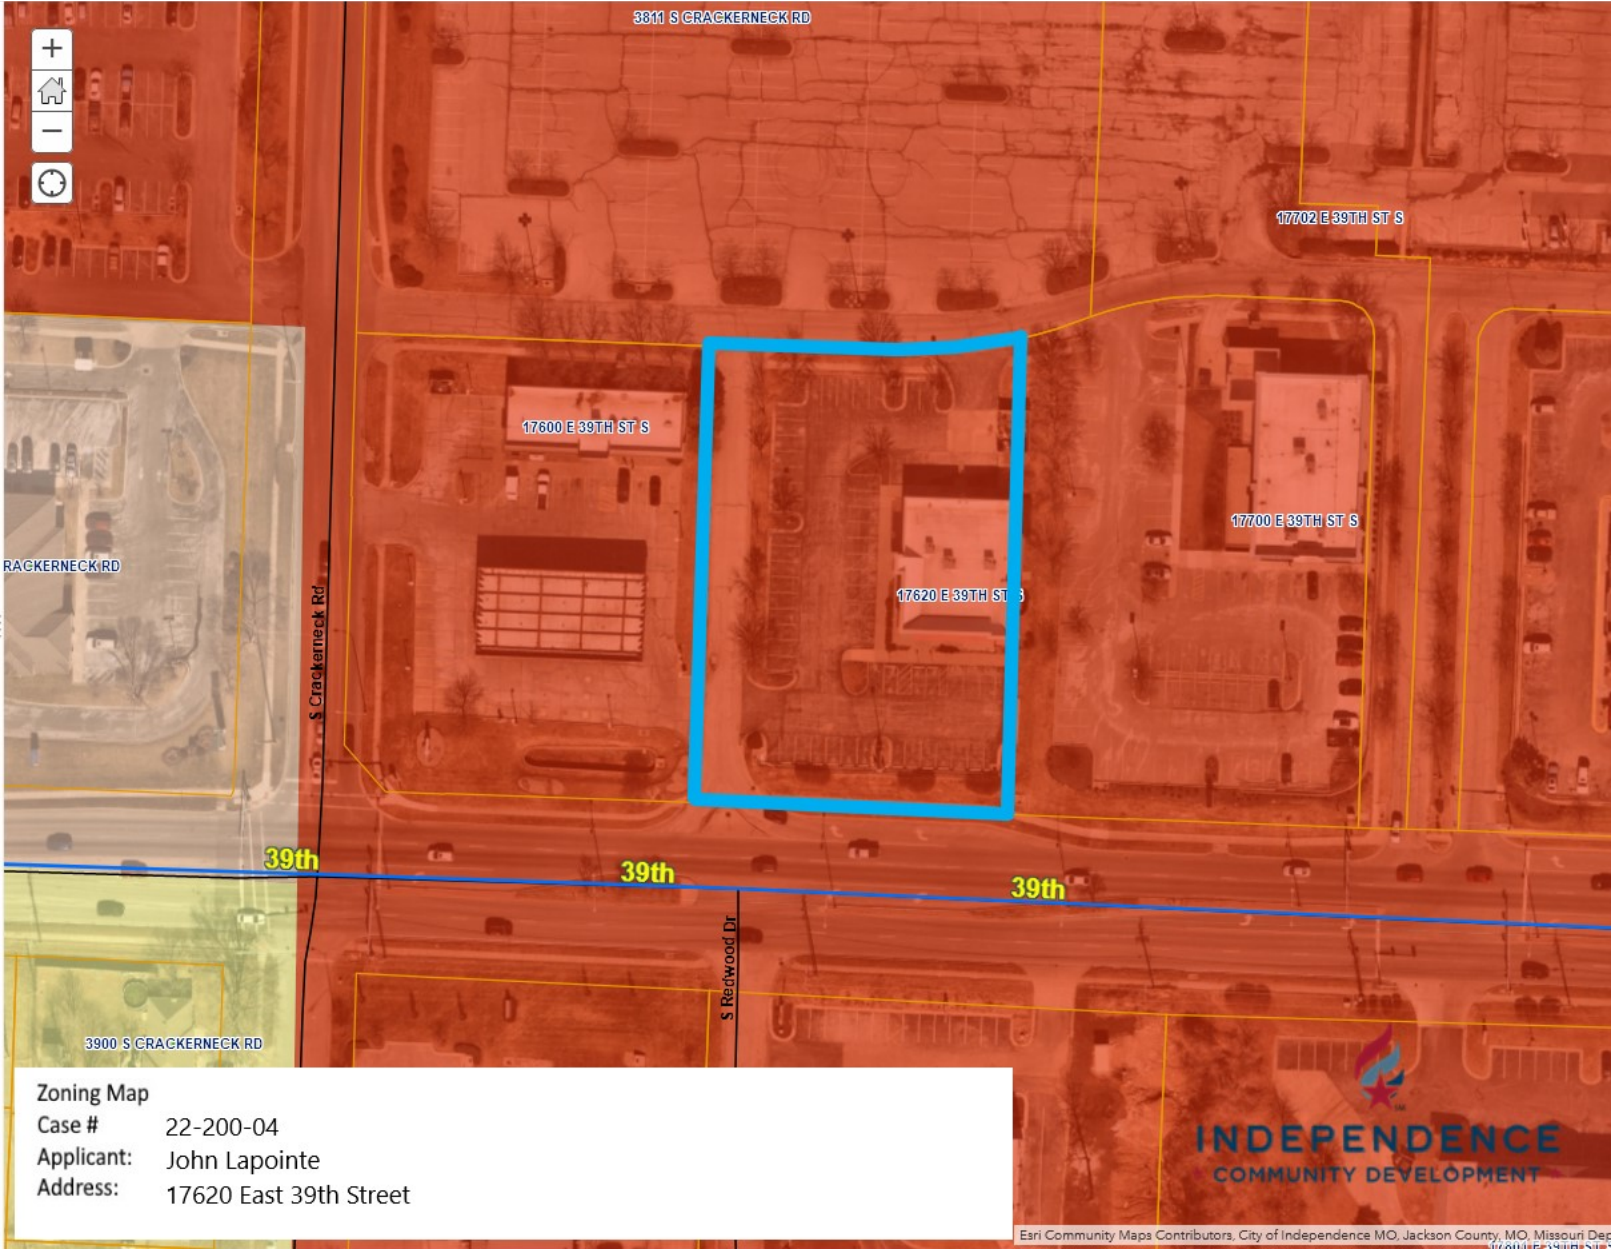 3811 S CRACKERNECK RD
17702 E 39TH ST S
17600 E 39TH ST S
17700 E 39TH ST S
RACKERNECK RD
17620 E 39TH ST S
S Crackerneck Rd
39th
39th
39th
S Redwood Dr
3900 S CRACKERNECK RD
Zoning Map
Case # 22-200-04
Applicant: John Lapointe
Address: 17620 East 39th Street
INDEPENDENCE
COMMUNITY DEVELOPMENT
Esri Community Maps Contributors, City of Independence MO, Jackson County, MO, Missouri Dep
17801 E 39TH ST S